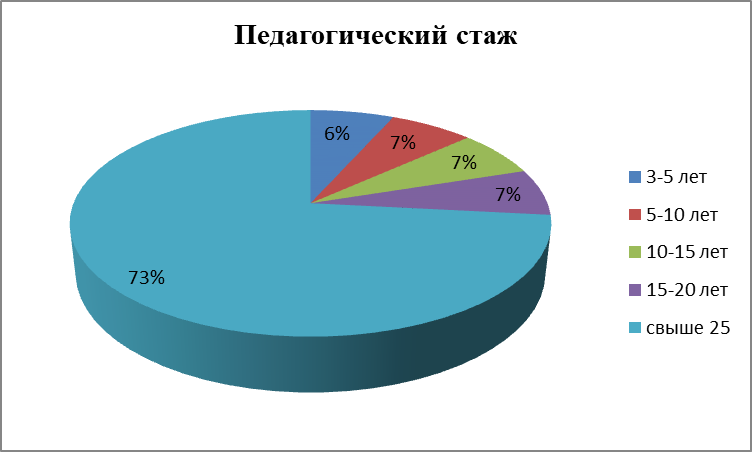 Педагогический стаж
6%
7%
7%
7%
73%
3-5 лет
5-10 лет
10-15 лет
15-20 лет
свыше 25